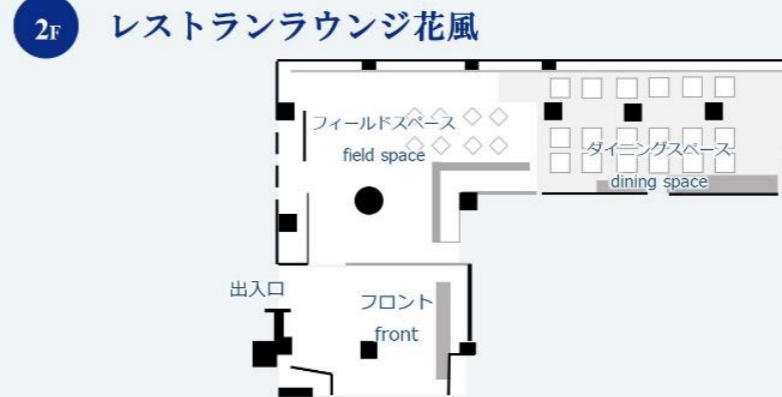 2F レストランラウンジ花風
フィールドスペース
field space
ダイニングスペース
dining space
出入口
フロント
front